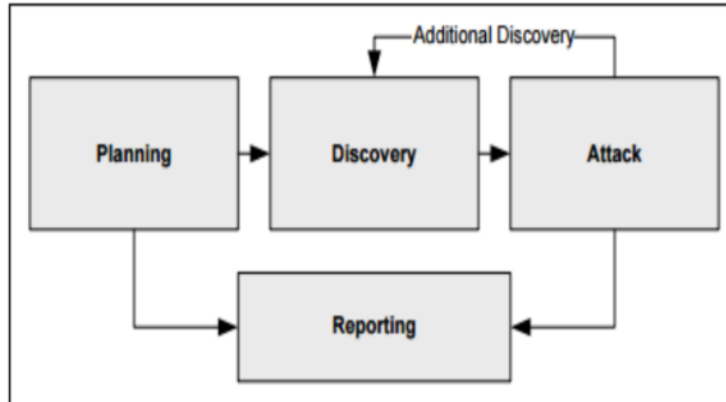 Additional Discovery
Planning
Discovery
Attack
Reporting